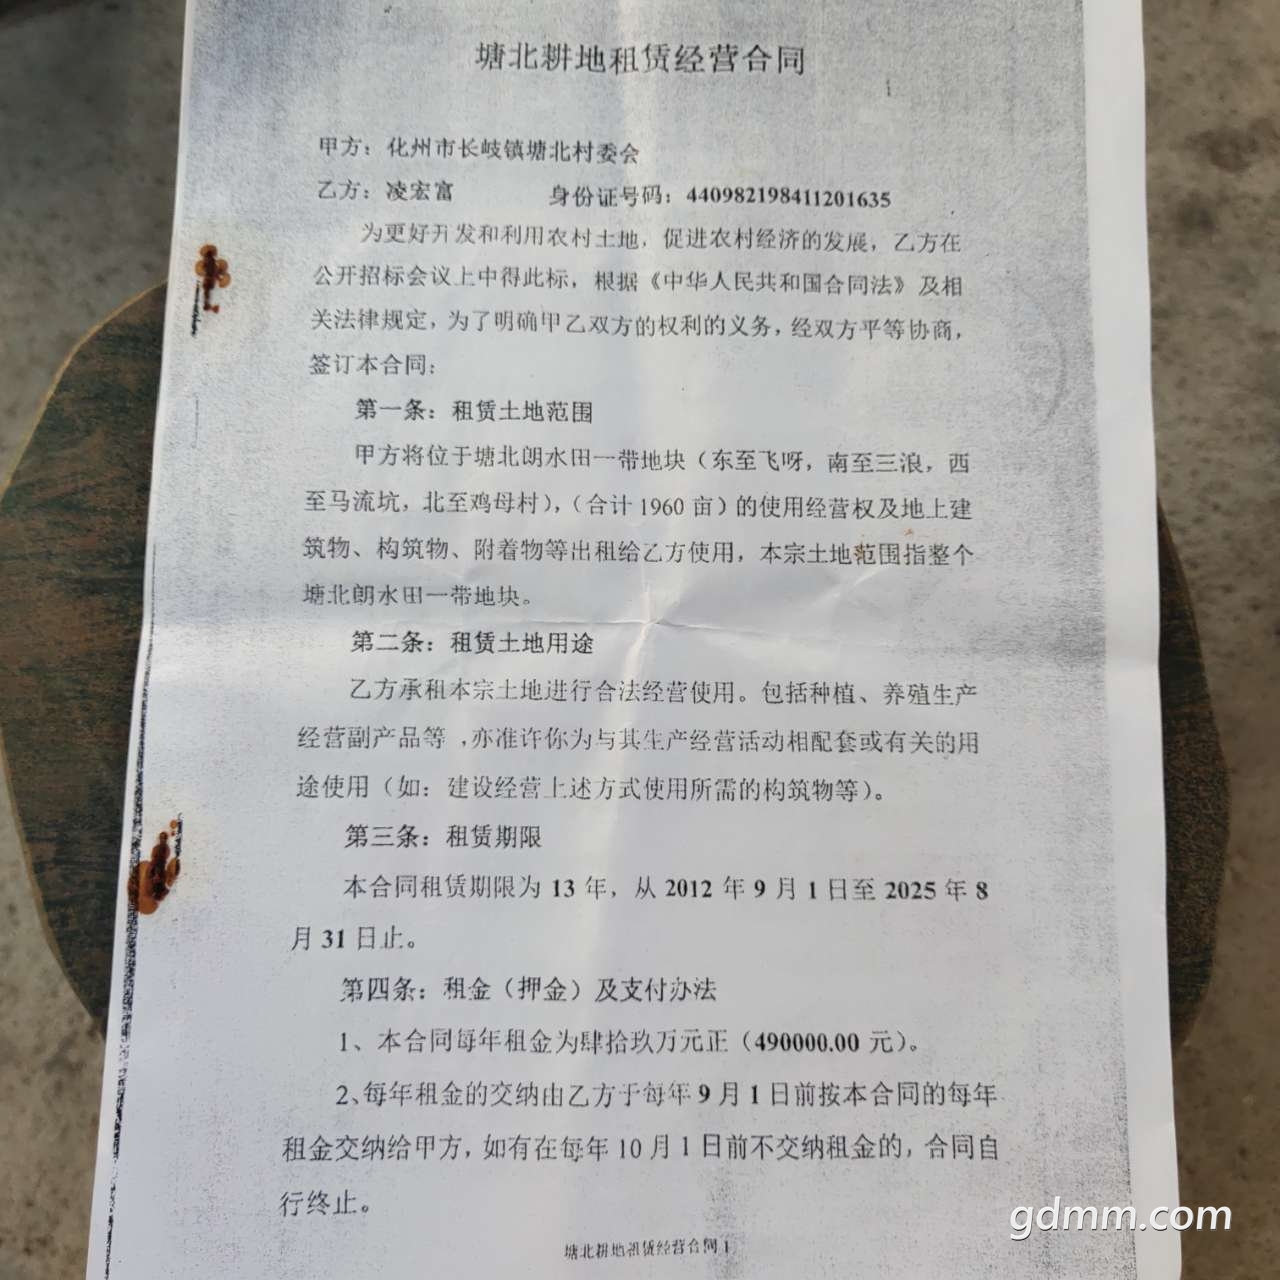 塘北耕地租赁经营合同
甲方：化州市长岐镇塘北村委会
乙方：凌宏富 身份证号码：440982198411201635
为更好开发和利用农村土地，促进农村经济的发展，乙方在
公开招标会议上中得此标，根据《中华人民共和国合同法》及相
关法律规定，为了明确甲乙双方的权利的义务，经双方平等协商，
签订本合同：
第一条：租赁土地范围
甲方将位于塘北朗水田一带地块（东至飞呀，南至三浪，西
至马流坑，北至鸡母村），（合计1960亩）的使用经营权及地上建
筑物、构筑物、附着物等出租给乙方使用，本宗土地范围指整个
塘北朗水田一带地块。
第二条：租赁土地用途
乙方承租本宗土地进行合法经营使用。包括种植、养殖生产
经营副产品等，亦准许你为与其生产经营活动相配套或有关的用
途使用（如：建设经营上述方式使用所需的构筑物等）。
第三条：租赁期限
本合同租赁期限为13年，从2012年9月1日至2025年8
月31日止。
第四条：租金（押金）及支付办法
1、本合同每年租金为肆拾玖万元正（490000.00元）。
2、每年租金的交纳由乙方于每年9月1日前按本合同的每年
租金交纳给甲方，如有在每年10月1日前不交纳租金的，合同自
行终止。
塘北耕地租赁经营合同1
gdmm.com